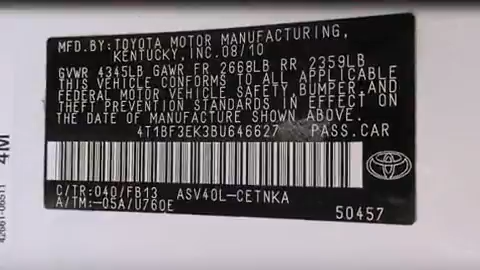 MFD.BY:TOYOTA MOTOR MANUFACTURING,
KENTUCKY, INC.08/10
GVWR 4345LB GAWR FR 2668LB RR 2359LB
THIS VEHICLE CONFORMS TO ALL APPLICABLE
FEDERAL MOTOR VEHICLE SAFETY, BUMPER,AND
THEFT PREVENTION STANDARDS IN EFFECT ON
THE DATE OF MANUFACTURE SHOWN ABOVE.
4T1BF3EK3BU646627 PASS.CAR
C/TR:040/FB13 ASV40L-CETNKA
A/TM:-05A/U760E
50457
4M